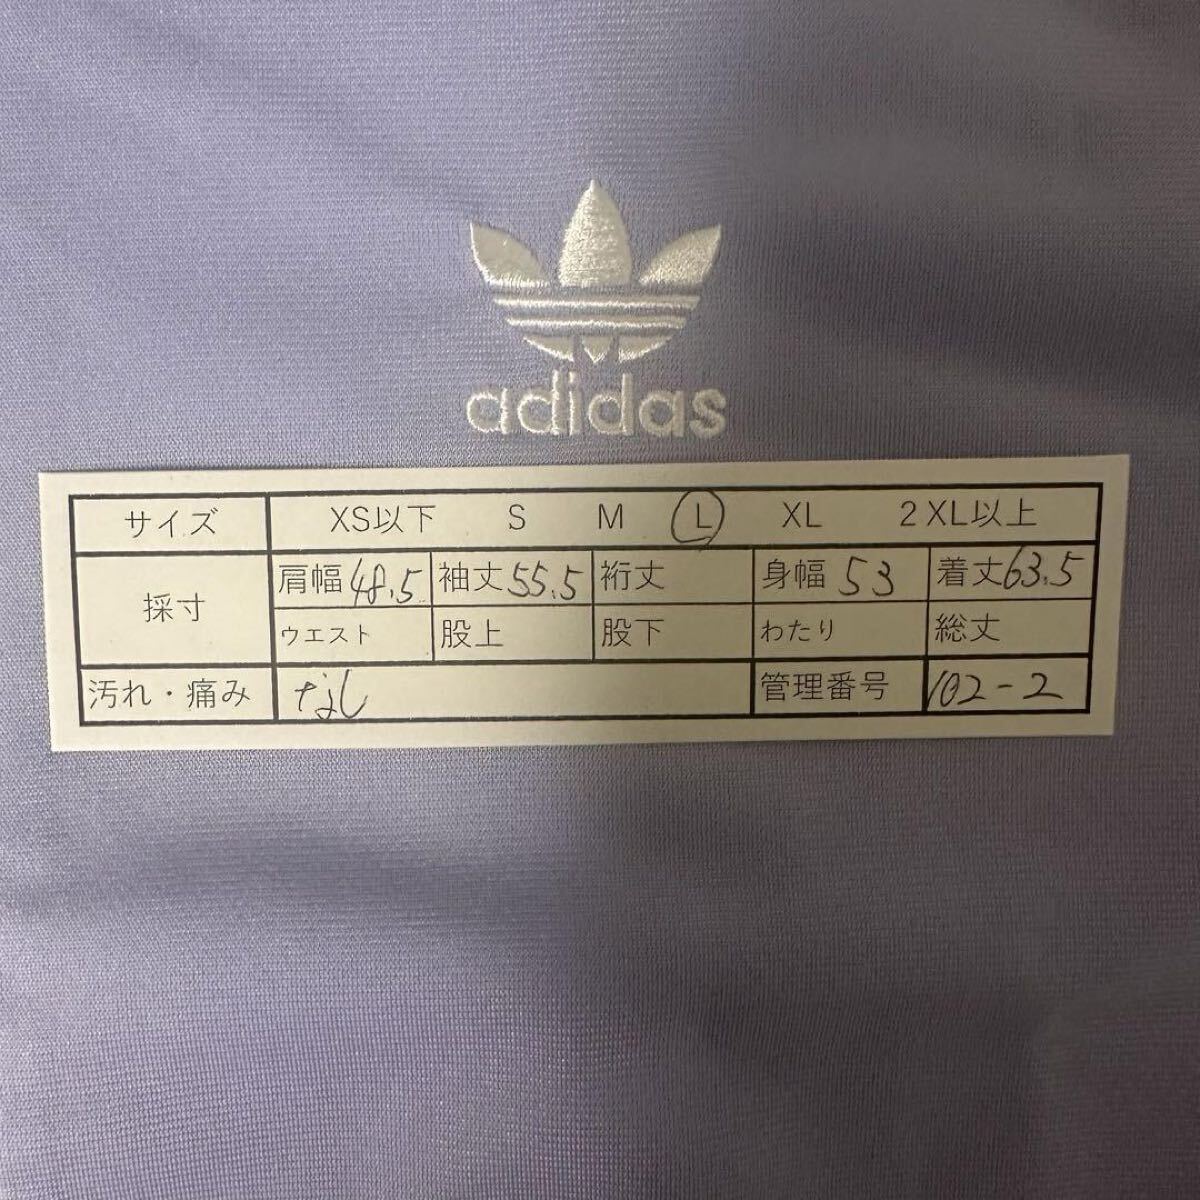 adidas
サイズ XS以下 S M L XL 2XL以上
採寸 肩幅 48.5 袖丈 55.5 裄丈 身幅 53 着丈 63.5
ウエスト 股上 股下 わたり 総丈
汚れ・痛み なし 管理番号 102-2